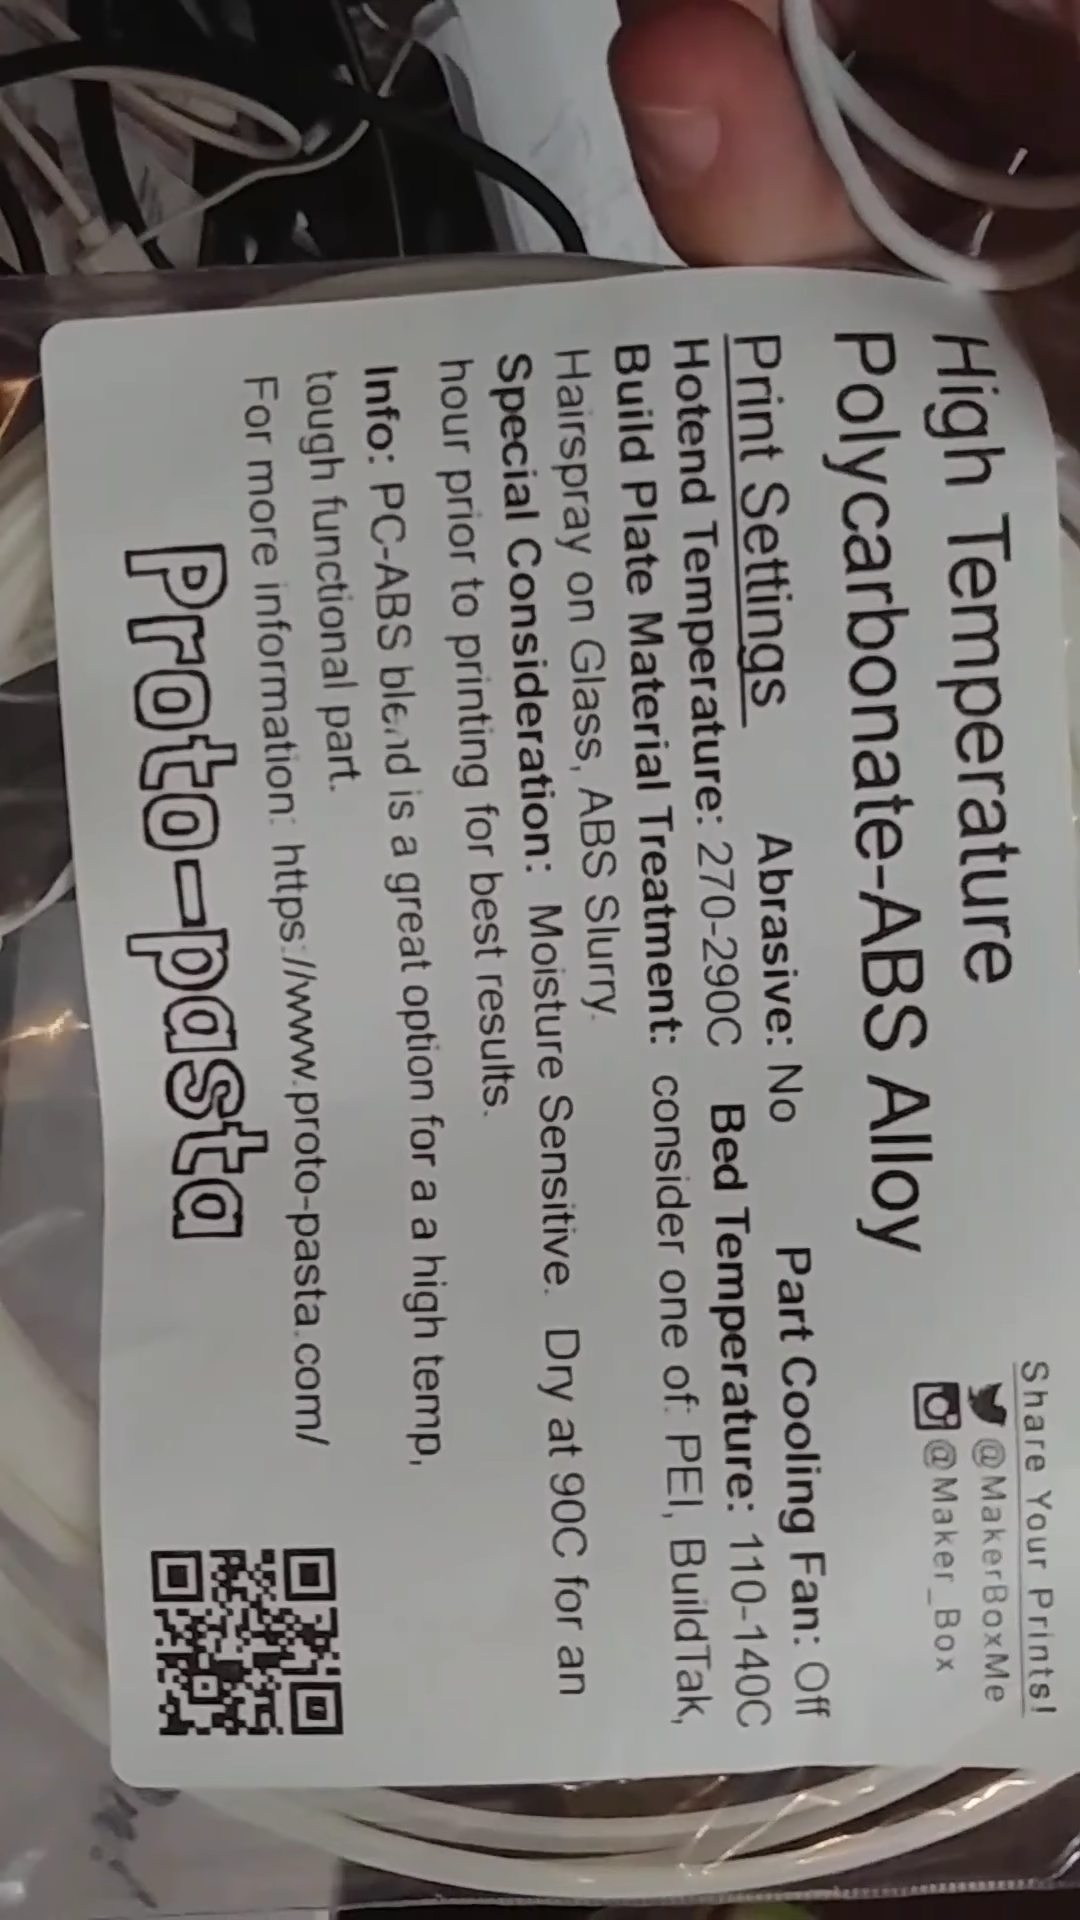 High Temperature
Polycarbonate-ABS Alloy
Share Your Prints!
@MakerBoxMe
@Maker_Box
Print Settings Abrasive: No Part Cooling Fan: Off
Hotend Temperature: 270-290C Bed Temperature: 110-140C
Build Plate Material Treatment: consider one of: PEI, BuildTak,
Hairspray on Glass, ABS Slurry.
Special Consideration: Moisture Sensitive. Dry at 90C for an
hour prior to printing for best results.
Info: PC-ABS blend is a great option for a a high temp,
tough functional part.
For more information: https://www.proto-pasta.com/
Proto-pasta